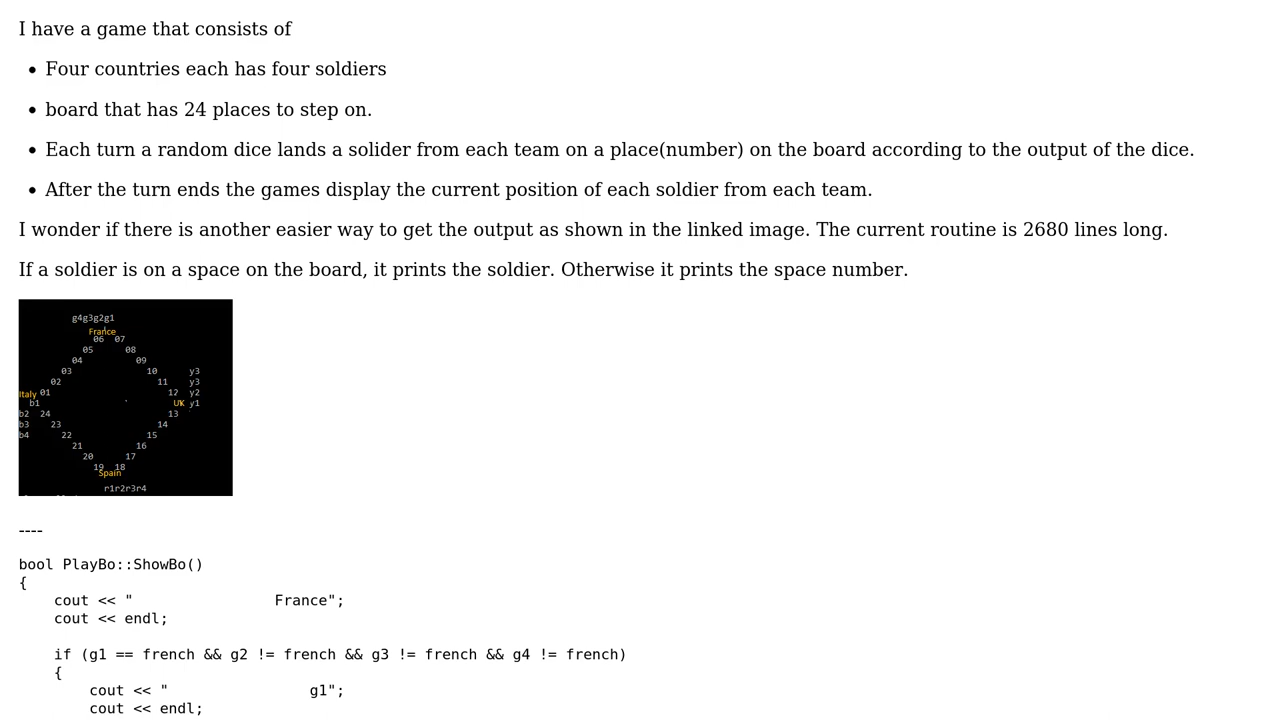 I have a game that consists of
• Four countries each has four soldiers
• board that has 24 places to step on.
• Each turn a random dice lands a solider from each team on a place(number) on the board according to the output of the dice.
• After the turn ends the games display the current position of each soldier from each team.
I wonder if there is another easier way to get the output as shown in the linked image. The current routine is 2680 lines long.
If a soldier is on a space on the board, it prints the soldier. Otherwise it prints the space number.
g4g3g2g1
France
06 07
05 08
04 09
03 10 y3
02 11 y3
Italy 01 12 y2
b1 UK y1
b2 24 13
b3 23 14
b4 22 15
21 16
20 17
19 18
Spain
r1r2r3r4
----
bool PlayBo::ShowBo()
{
    cout << "                France";
    cout << endl;
    if (g1 == french && g2 != french && g3 != french && g4 != french)
    {
        cout << "                g1";
        cout << endl;